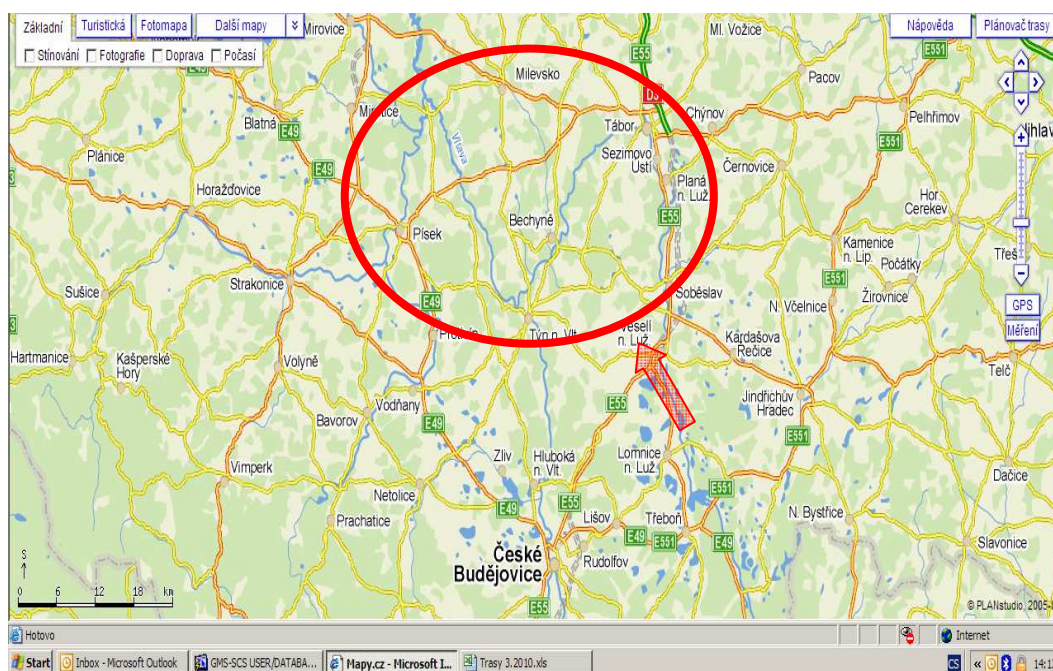 Základní Turistická Fotomapa Další mapy Nápověda Plánovač trasy
Stínování Fotografie Doprava Počasí
Mirovice
Ml. Vožice
E55
E551
Milevsko
Pacov
D3
Mirotice
Chýnov
Pelhřimov
Blatná
E49
Vltava
Tábor
Jihlav
Plánice
Sezimovo
Ústí
E551
E49
Černovice
Horažďovice
Planá
n. Luž.
Hor.
Cerekev
Bechyně
E55
Písek
Kamenice
n. Lip.
Třeš
Počátky
Strakonice
Sušice
E49
Soběslav
N. Včelnice
Žirovnice
GPS
Protivín
Týn n. Vlt.
Veselí
n. Luž.
Kardašova
Řečice
Měření
Hartmanice
Kašperské
Hory
Volyně
Telč
Vodňany
Jindřichův
Hradec
Bavorov
E49
E55
E551
Zliv
Hluboká
n. Vlt.
Lomnice
n. Luž.
Vimperk
Dačice
Netolice
E551
E49
E55
Lišov
Třeboň
N. Bystřice
Prachatice
E49
E551
E49
Slavonice
S
České
Budějovice
Rudolfov
0 6 12 18 km
E55
© PLANstudio, 2005-
Hotovo Internet
Start Inbox - Microsoft Outlook GMS-SCS USER/DATABA... Mapy.cz - Microsoft I... Trasy 3.2010.xls CS « 14:1